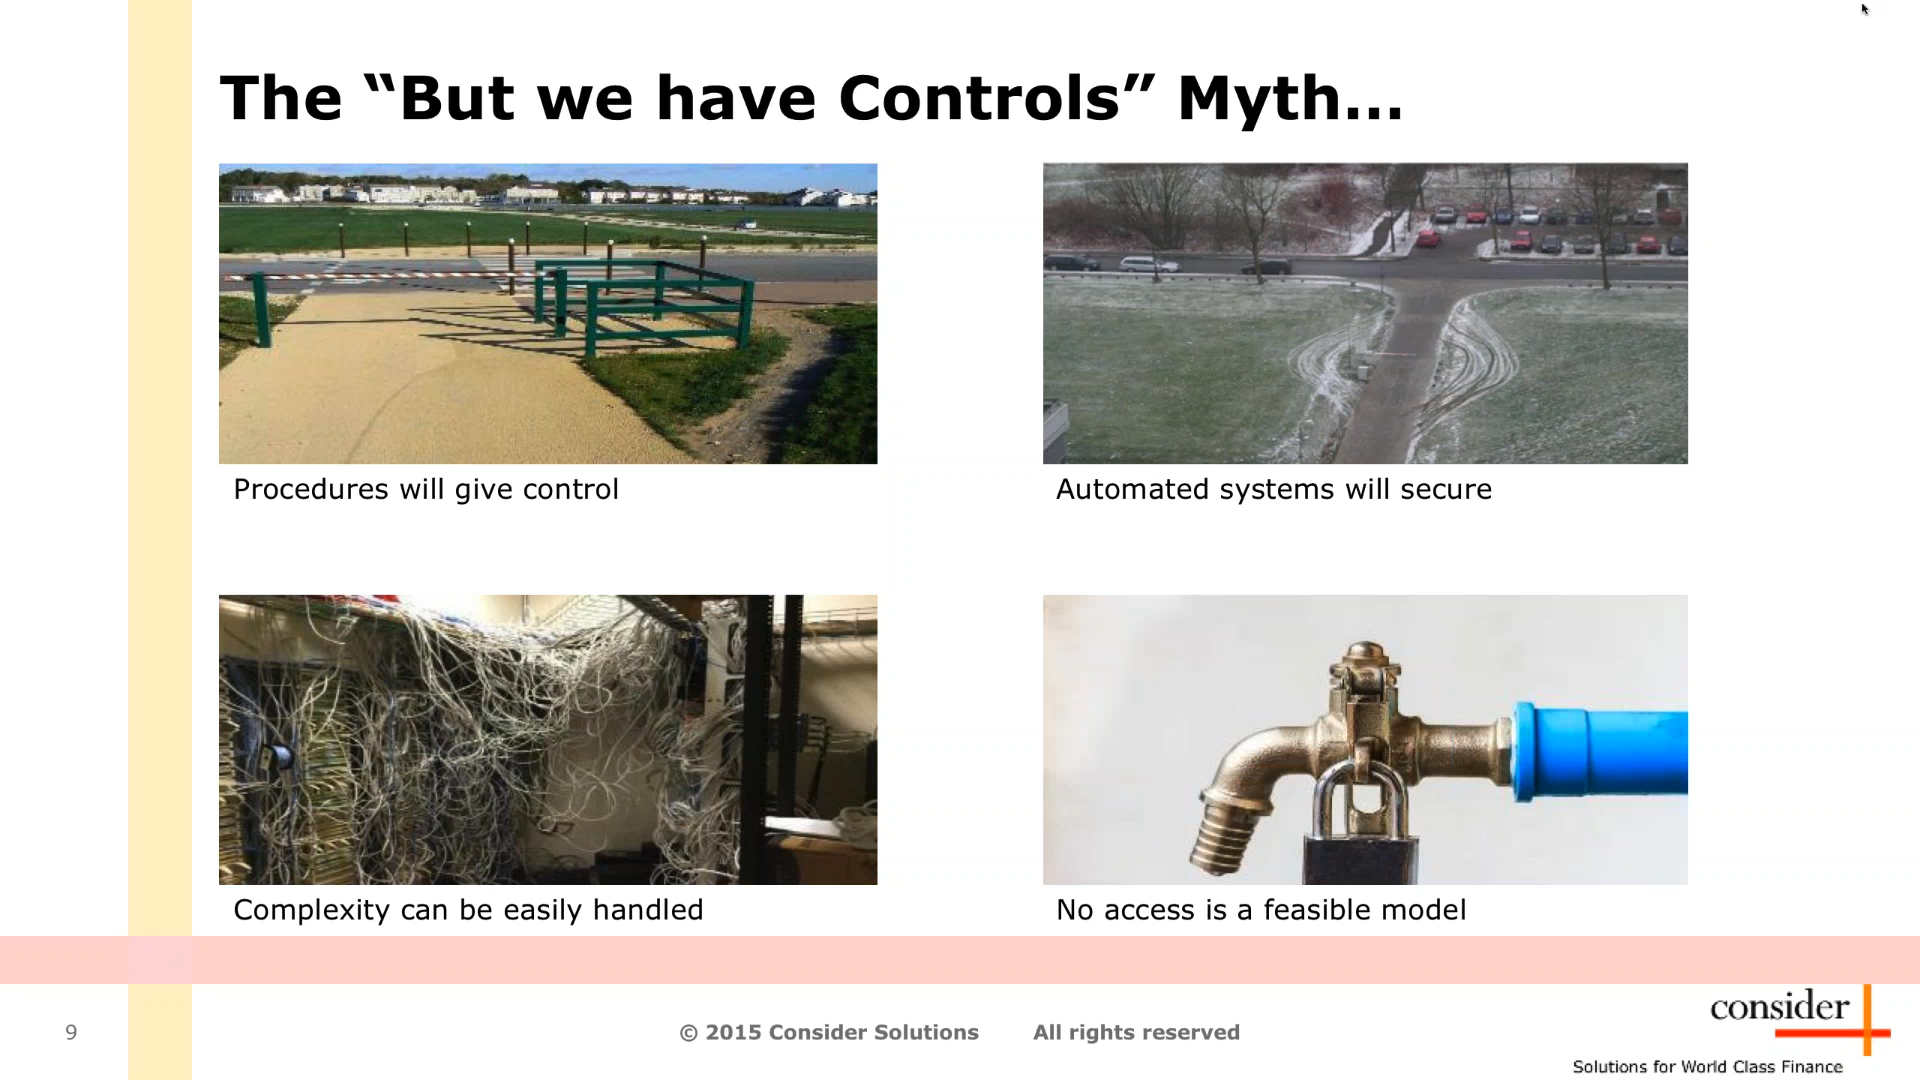 The “But we have Controls” Myth...
Procedures will give control
Automated systems will secure
Complexity can be easily handled
No access is a feasible model
9
© 2015 Consider Solutions All rights reserved
consider
Solutions for World Class Finance